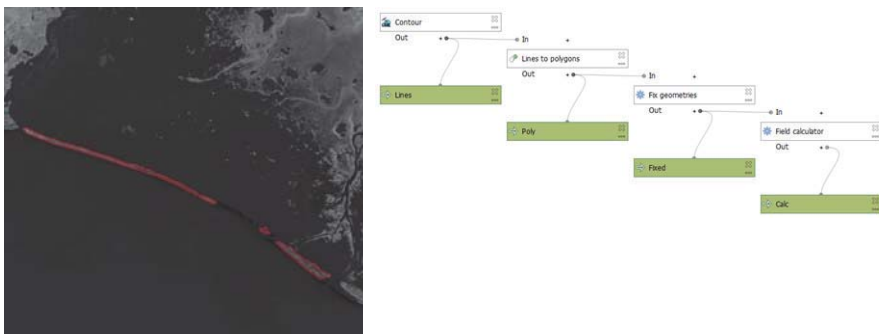 Contour
Out
In
Lines to polygons
Out
Lines
In
Fix geometries
Out
Poly
In
Field calculator
Out
Fixed
Calc